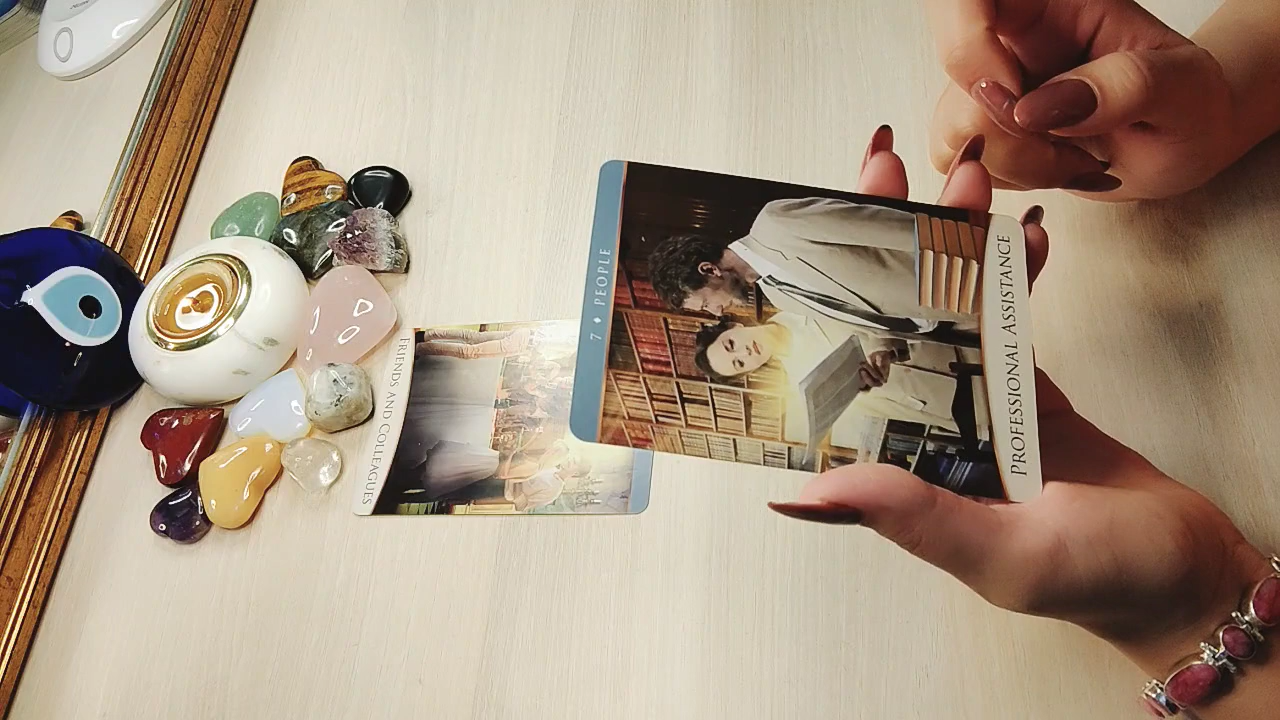 7 ♦ PEOPLE
PROFESSIONAL ASSISTANCE
FRIENDS AND COLLEAGUES